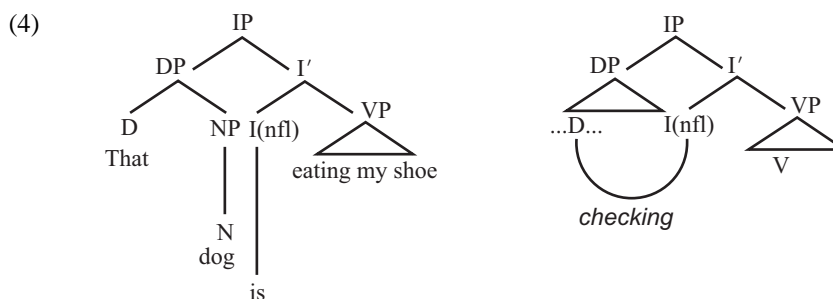 (4)
IP IP
DP I′ DP I′
D NP I(nfl) VP ...D... I(nfl) VP
That eating my shoe V
checking
N
dog
is